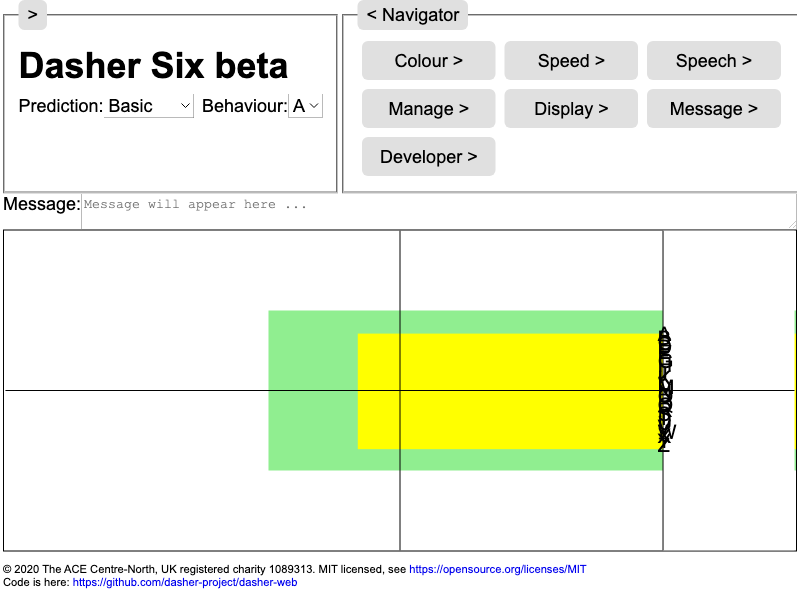 >
< Navigator
Dasher Six beta
Prediction: Basic Behaviour: A
Colour >
Speed >
Speech >
Manage >
Display >
Message >
Developer >
Message: Message will appear here ...
A
W
Z
© 2020 The ACE Centre-North, UK registered charity 1089313. MIT licensed, see https://opensource.org/licenses/MIT
Code is here: https://github.com/dasher-project/dasher-web